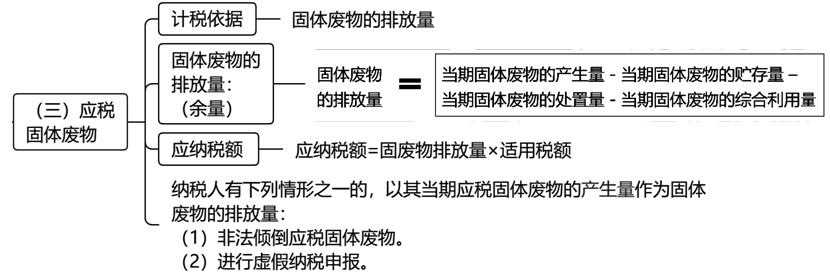 计税依据
固体废物的排放量
固体废物的
排放量：
（余量）
固体废物
的排放量
=
当期固体废物的产生量 - 当期固体废物的贮存量 –
当期固体废物的处置量 - 当期固体废物的综合利用量
（三）应税
固体废物
应纳税额
应纳税额=固废物排放量×适用税额
纳税人有下列情形之一的，以其当期应税固体废物的产生量作为固体
废物的排放量：
（1）非法倾倒应税固体废物。
（2）进行虚假纳税申报。